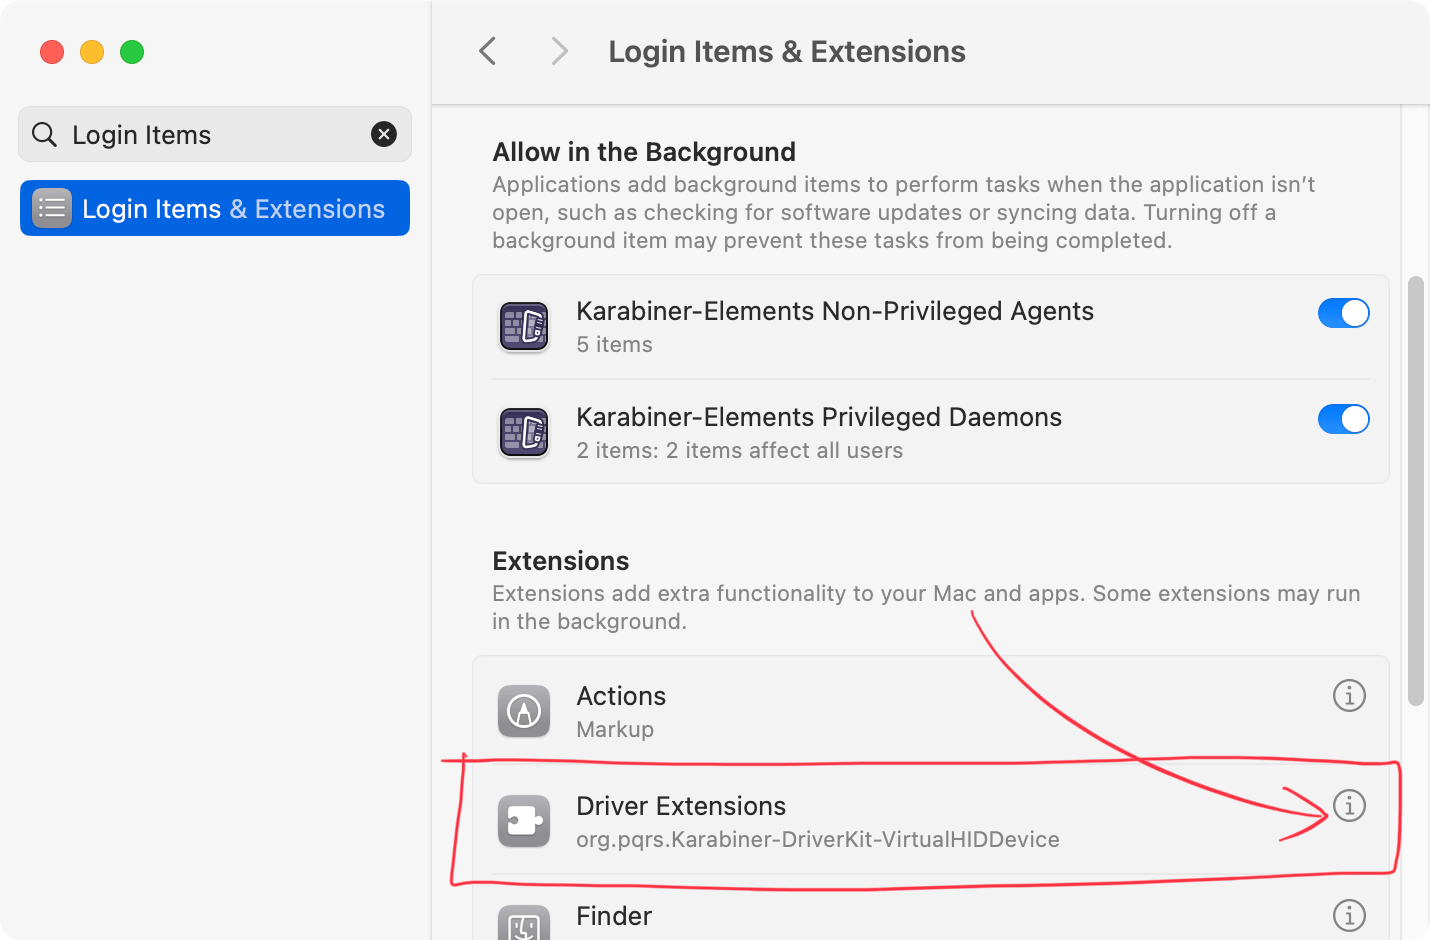 Login Items & Extensions
Login Items
Login Items & Extensions
Allow in the Background
Applications add background items to perform tasks when the application isn’t
open, such as checking for software updates or syncing data. Turning off a
background item may prevent these tasks from being completed.
Karabiner-Elements Non-Privileged Agents
5 items
Karabiner-Elements Privileged Daemons
2 items: 2 items affect all users
Extensions
Extensions add extra functionality to your Mac and apps. Some extensions may run
in the background.
Actions
Markup
Driver Extensions
org.pqrs.Karabiner-DriverKit-VirtualHIDDevice
Finder